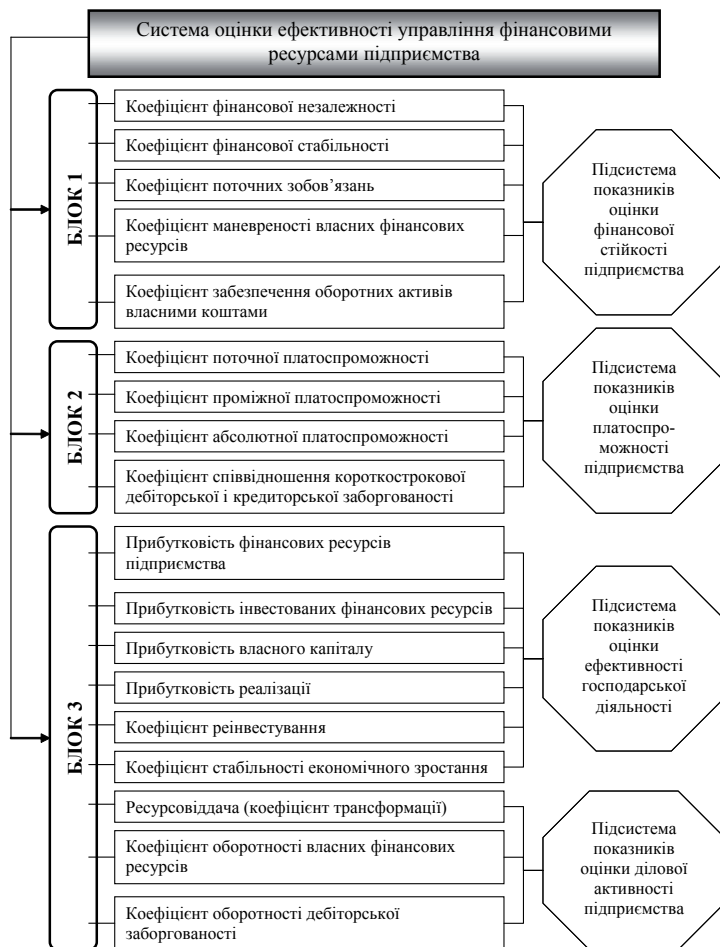 Система оцінки ефективності управління фінансовими
ресурсами підприємства
БЛОК 1
Коефіцієнт фінансової незалежності
Коефіцієнт фінансової стабільності
Коефіцієнт поточних зобов’язань
Коефіцієнт маневреності власних фінансових
ресурсів
Коефіцієнт забезпечення оборотних активів
власними коштами
Підсистема
показників
оцінки
фінансової
стійкості
підприємства
БЛОК 2
Коефіцієнт поточної платоспроможності
Коефіцієнт проміжної платоспроможності
Коефіцієнт абсолютної платоспроможності
Коефіцієнт співвідношення короткострокової
дебіторської і кредиторської заборгованості
Підсистема
показників
оцінки
платоспро-
можності
підприємства
БЛОК 3
Прибутковість фінансових ресурсів
підприємства
Прибутковість інвестованих фінансових ресурсів
Прибутковість власного капіталу
Прибутковість реалізації
Коефіцієнт реінвестування
Коефіцієнт стабільності економічного зростання
Підсистема
показників
оцінки
ефективності
господарської
діяльності
Ресурсовіддача (коефіцієнт трансформації)
Коефіцієнт оборотності власних фінансових
ресурсів
Коефіцієнт оборотності дебіторської
заборгованості
Підсистема
показників
оцінки ділової
активності
підприємства